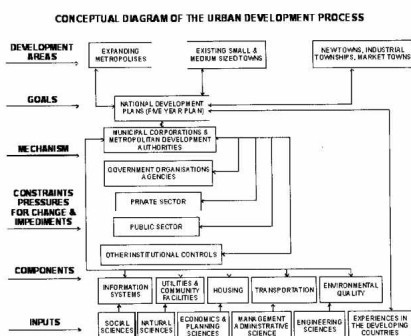 CONCEPTUAL DIAGRAM OF THE URBAN DEVELOPMENT PROCESS
DEVELOPMENT
AREAS
EXPANDING
METROPOLISES
EXISTING SMALL &
MEDIUM SIZED TOWNS
NEWTOWNS, INDUSTRIAL
TOWNSHIPS, MARKET TOWNS
GOALS
NATIONAL DEVELOPMENT
PLANS (FIVE YEAR PLAN)
MECHANISM
MUNICIPAL CORPORATIONS &
METROPOLITAN DEVELOPMENT
AUTHORITIES
GOVERNMENT ORGANISATIONS
AGENCIES
CONSTRAINTS
PRESSURES
FOR CHANGE &
IMPEDIMENTS
PRIVATE SECTOR
PUBLIC SECTOR
OTHER INSTITUTIONAL CONTROLS
COMPONENTS
INFORMATION
SYSTEMS
UTILITIES &
COMMUNITY
FACILITIES
HOUSING
TRANSPORTATION
ENVIRONMENTAL
QUALITY
INPUTS
SOCIAL
SCIENCES
NATURAL
SCIENCES
ECONOMICS &
PLANNING
SCIENCES
MANAGEMENT
ADMINISTRATIVE
SCIENCE
ENGINEERING
SCIENCES
EXPERIENCES IN
THE DEVELOPING
COUNTRIES